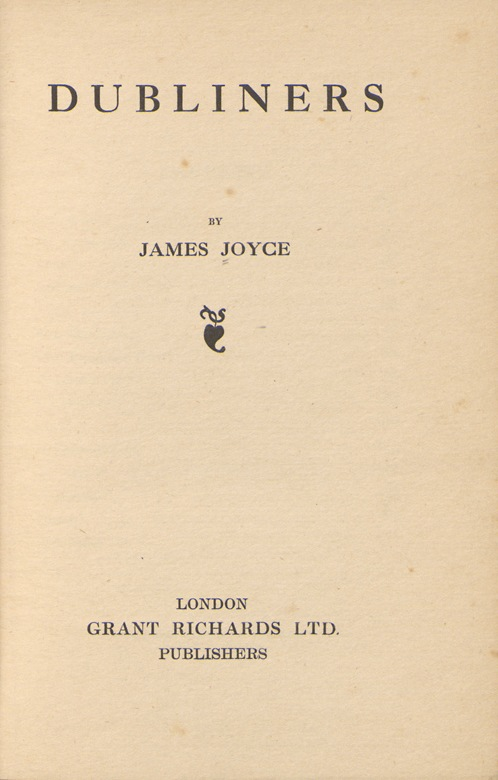 DUBLINERS
BY
JAMES JOYCE
LONDON
GRANT RICHARDS LTD.
PUBLISHERS